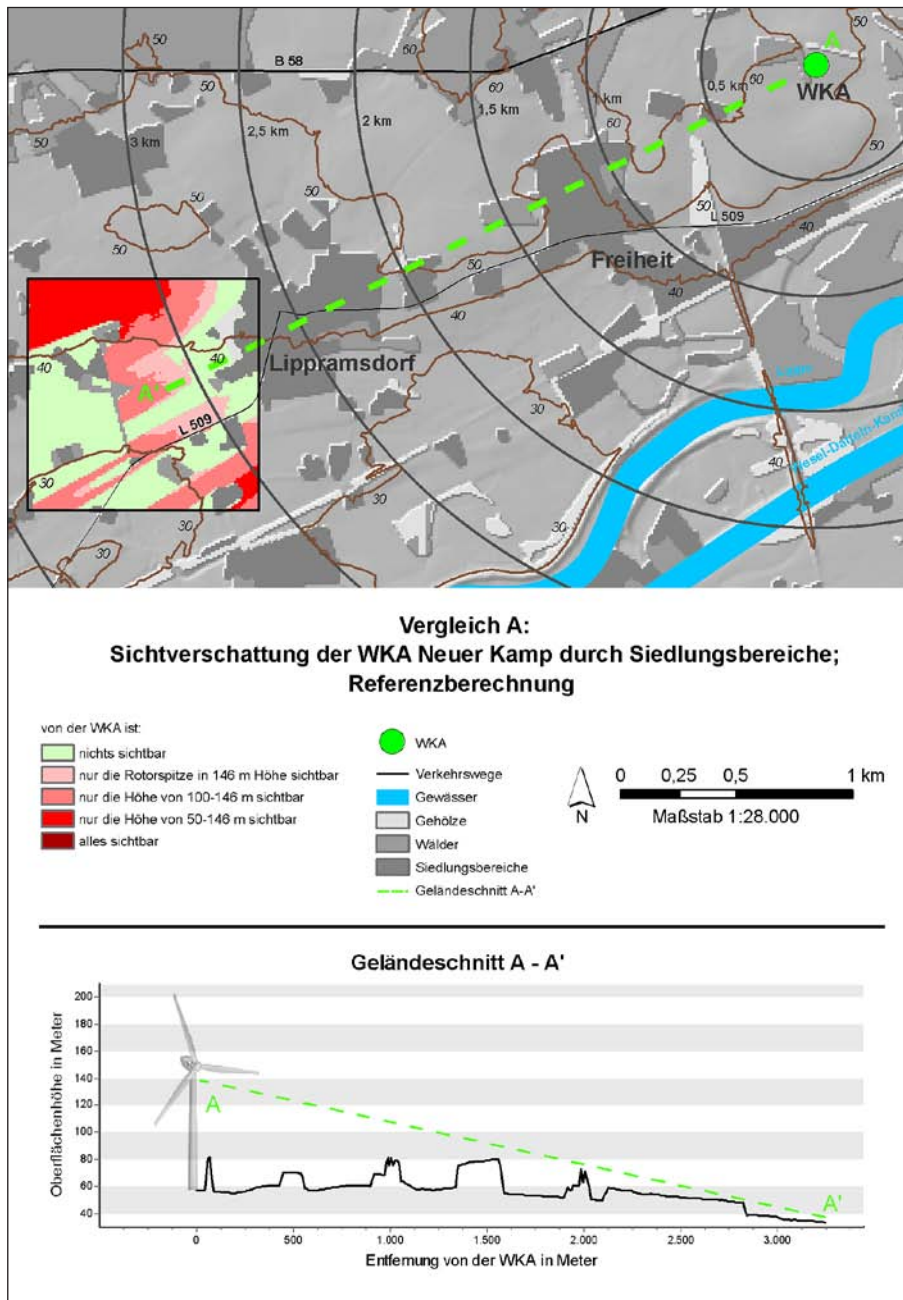 50
50
B 58
A
60
60
0,5 km
WKA
1 km
1,5 km
2 km
2,5 km
3 km
60
50
50
50
50
50
50
50
L 509
40
Freiheit
50
40
40
Lippramsdorf
40
40
A'
L 509
40
30
30
30
30
30
40
Vergleich A:
Sichtverschattung der WKA Neuer Kamp durch Siedlungsbereiche;
Referenzberechnung
von der WKA ist:
nichts sichtbar
nur die Rotorspitze in 146 m Höhe sichtbar
nur die Höhe von 100-146 m sichtbar
nur die Höhe von 50-146 m sichtbar
alles sichtbar
WKA
Verkehrswege
Gewässer
Gehölze
Wälder
Siedlungsbereiche
Geländeschnitt A-A'
N
0 0,25 0,5 1 km
Maßstab 1:28.000
Geländeschnitt A - A'
Oberflächenhöhe in Meter
200
180
160
140
120
100
80
60
40
A
A'
0 500 1.000 1.500 2.000 2.500 3.000
Entfernung von der WKA in Meter